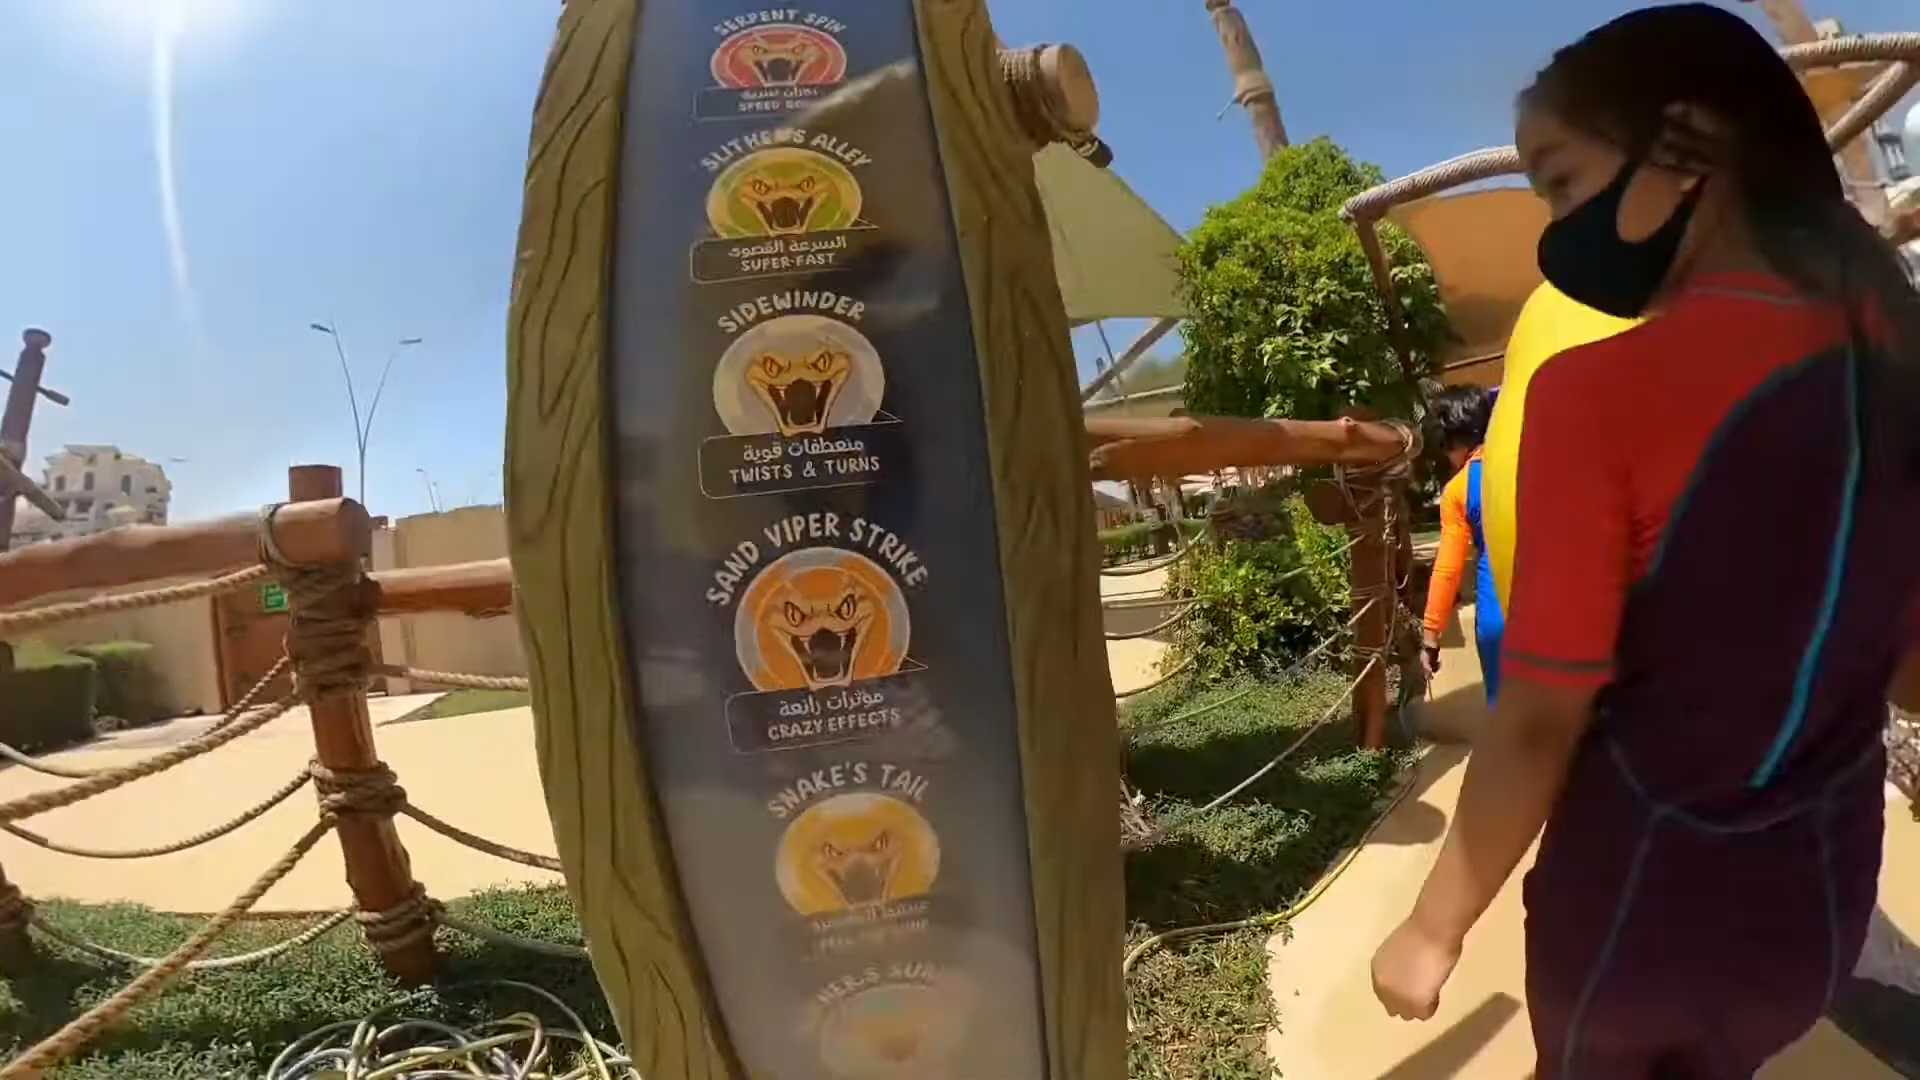 SERPENT SPIN
SPEED
SLITHER'S ALLEY
السرعة القصوى
SUPER-FAST
SIDEWINDER
منعطفات قوية
TWISTS & TURNS
SAND VIPER STRIKE
مؤثرات رائعة
CRAZY EFFECTS
SNAKE'S TAIL